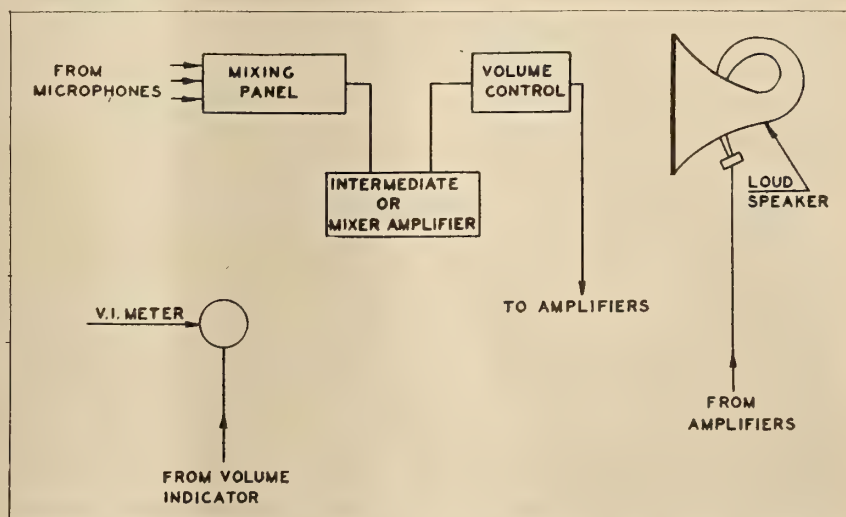 FROM
MICROPHONES
MIXING
PANEL
VOLUME
CONTROL
INTERMEDIATE
OR
MIXER AMPLIFIER
LOUD
SPEAKER
V.I. METER
TO AMPLIFIERS
FROM
AMPLIFIERS
FROM VOLUME
INDICATOR